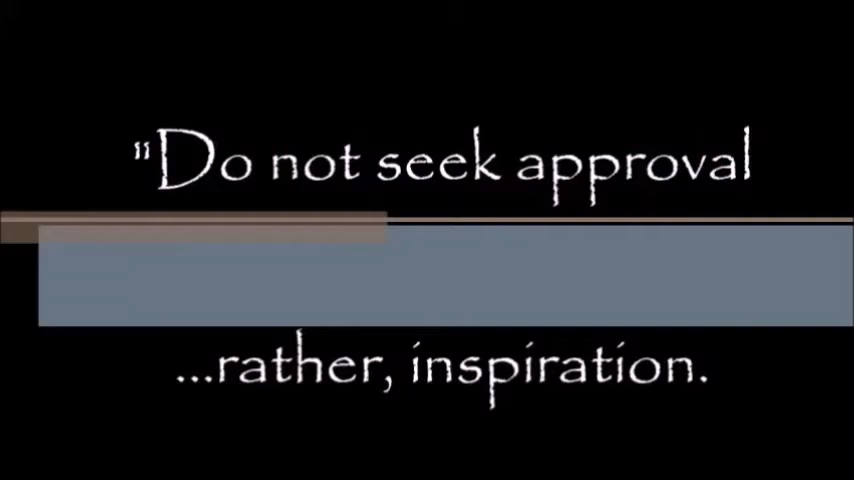 "Do not seek approval
...rather, inspiration.